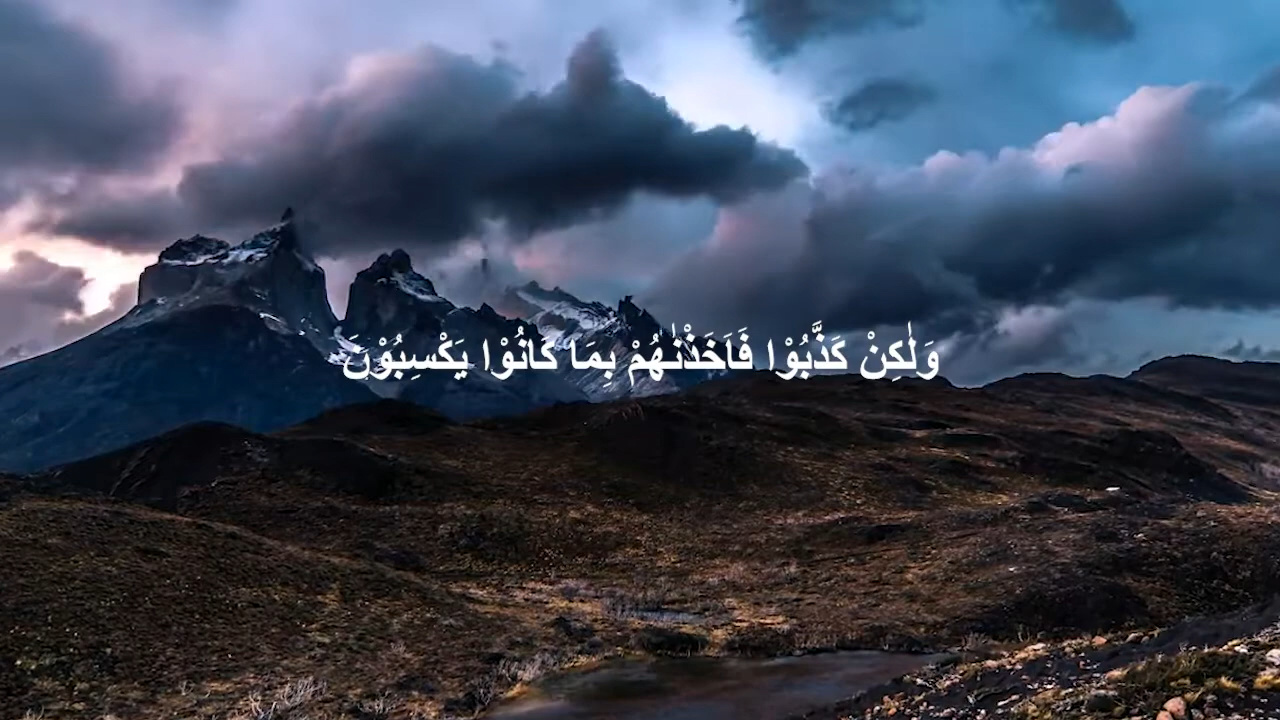 وَلٰكِنْ كَذَّبُوْا فَاَخَذْنٰهُمْ بِمَا كَانُوْا يَكْسِبُوْنَ